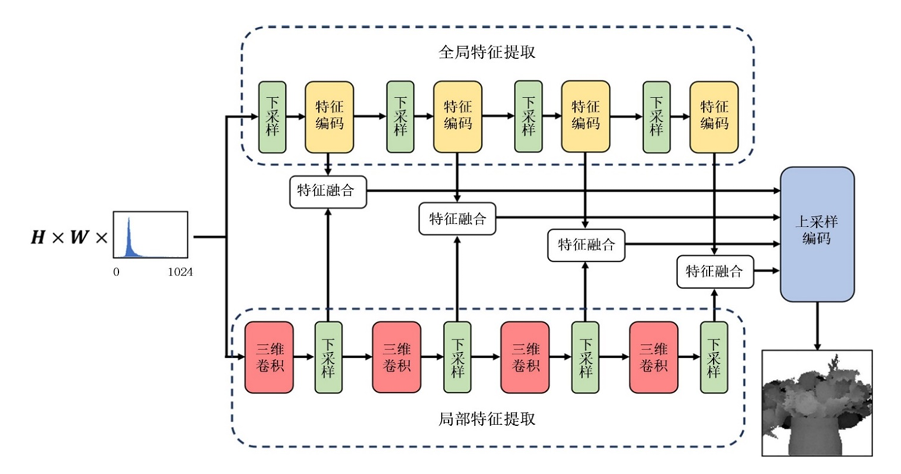 全局特征提取
下采样
特征编码
下采样
特征编码
下采样
特征编码
下采样
特征编码
特征融合
特征融合
特征融合
特征融合
上采样
编码
H × W ×
0
1024
三维卷积
下采样
三维卷积
下采样
三维卷积
下采样
三维卷积
下采样
局部特征提取